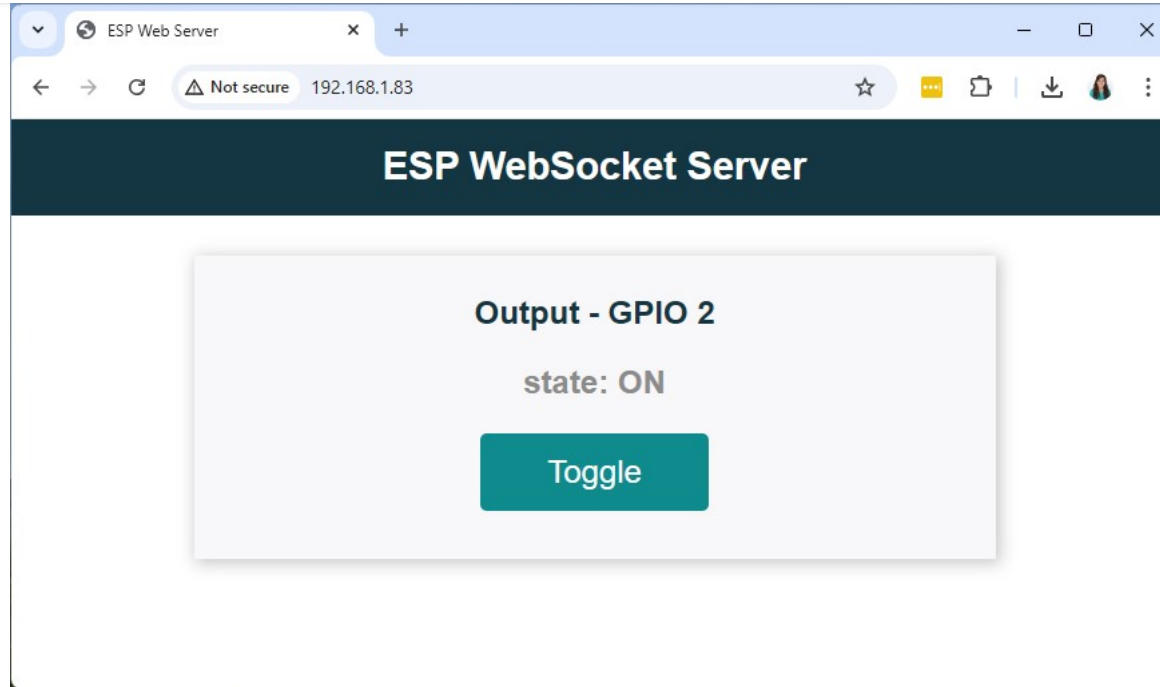 ESP Web Server
Not secure 192.168.1.83
ESP WebSocket Server
Output - GPIO 2
state: ON
Toggle